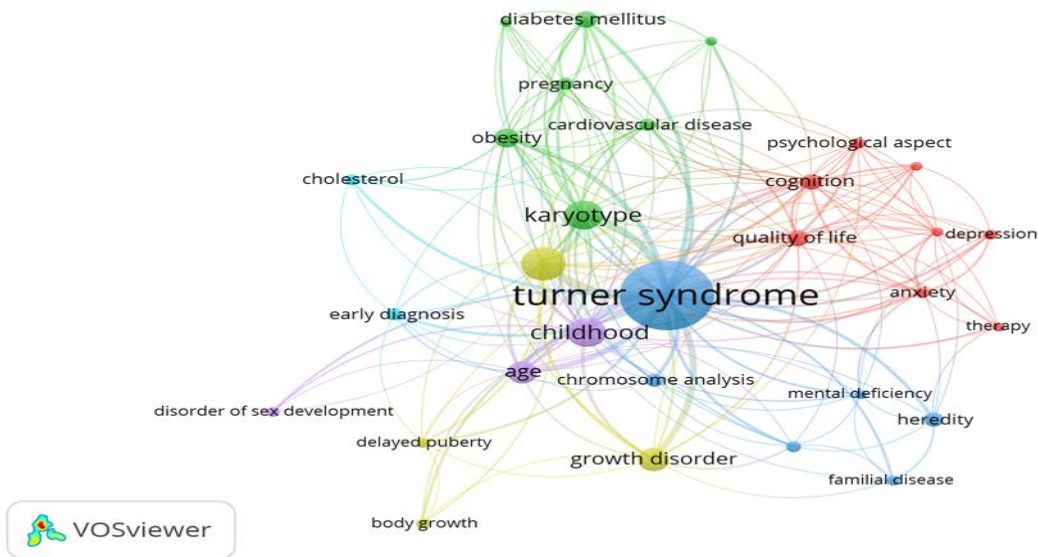 diabetes mellitus
pregnancy
cardiovascular disease
obesity
psychological aspect
cholesterol
cognition
karyotype
quality of life
depression
turner syndrome
anxiety
early diagnosis
therapy
childhood
age
chromosome analysis
mental deficiency
disorder of sex development
heredity
delayed puberty
growth disorder
familial disease
body growth
VOSviewer